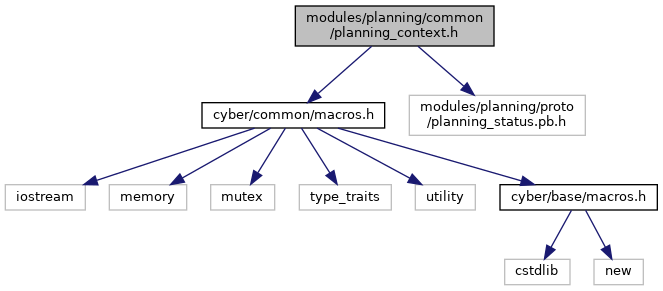 modules/planning/common
/planning_context.h
cyber/common/macros.h
modules/planning/proto
/planning_status.pb.h
iostream
memory
mutex
type_traits
utility
cyber/base/macros.h
cstdlib
new